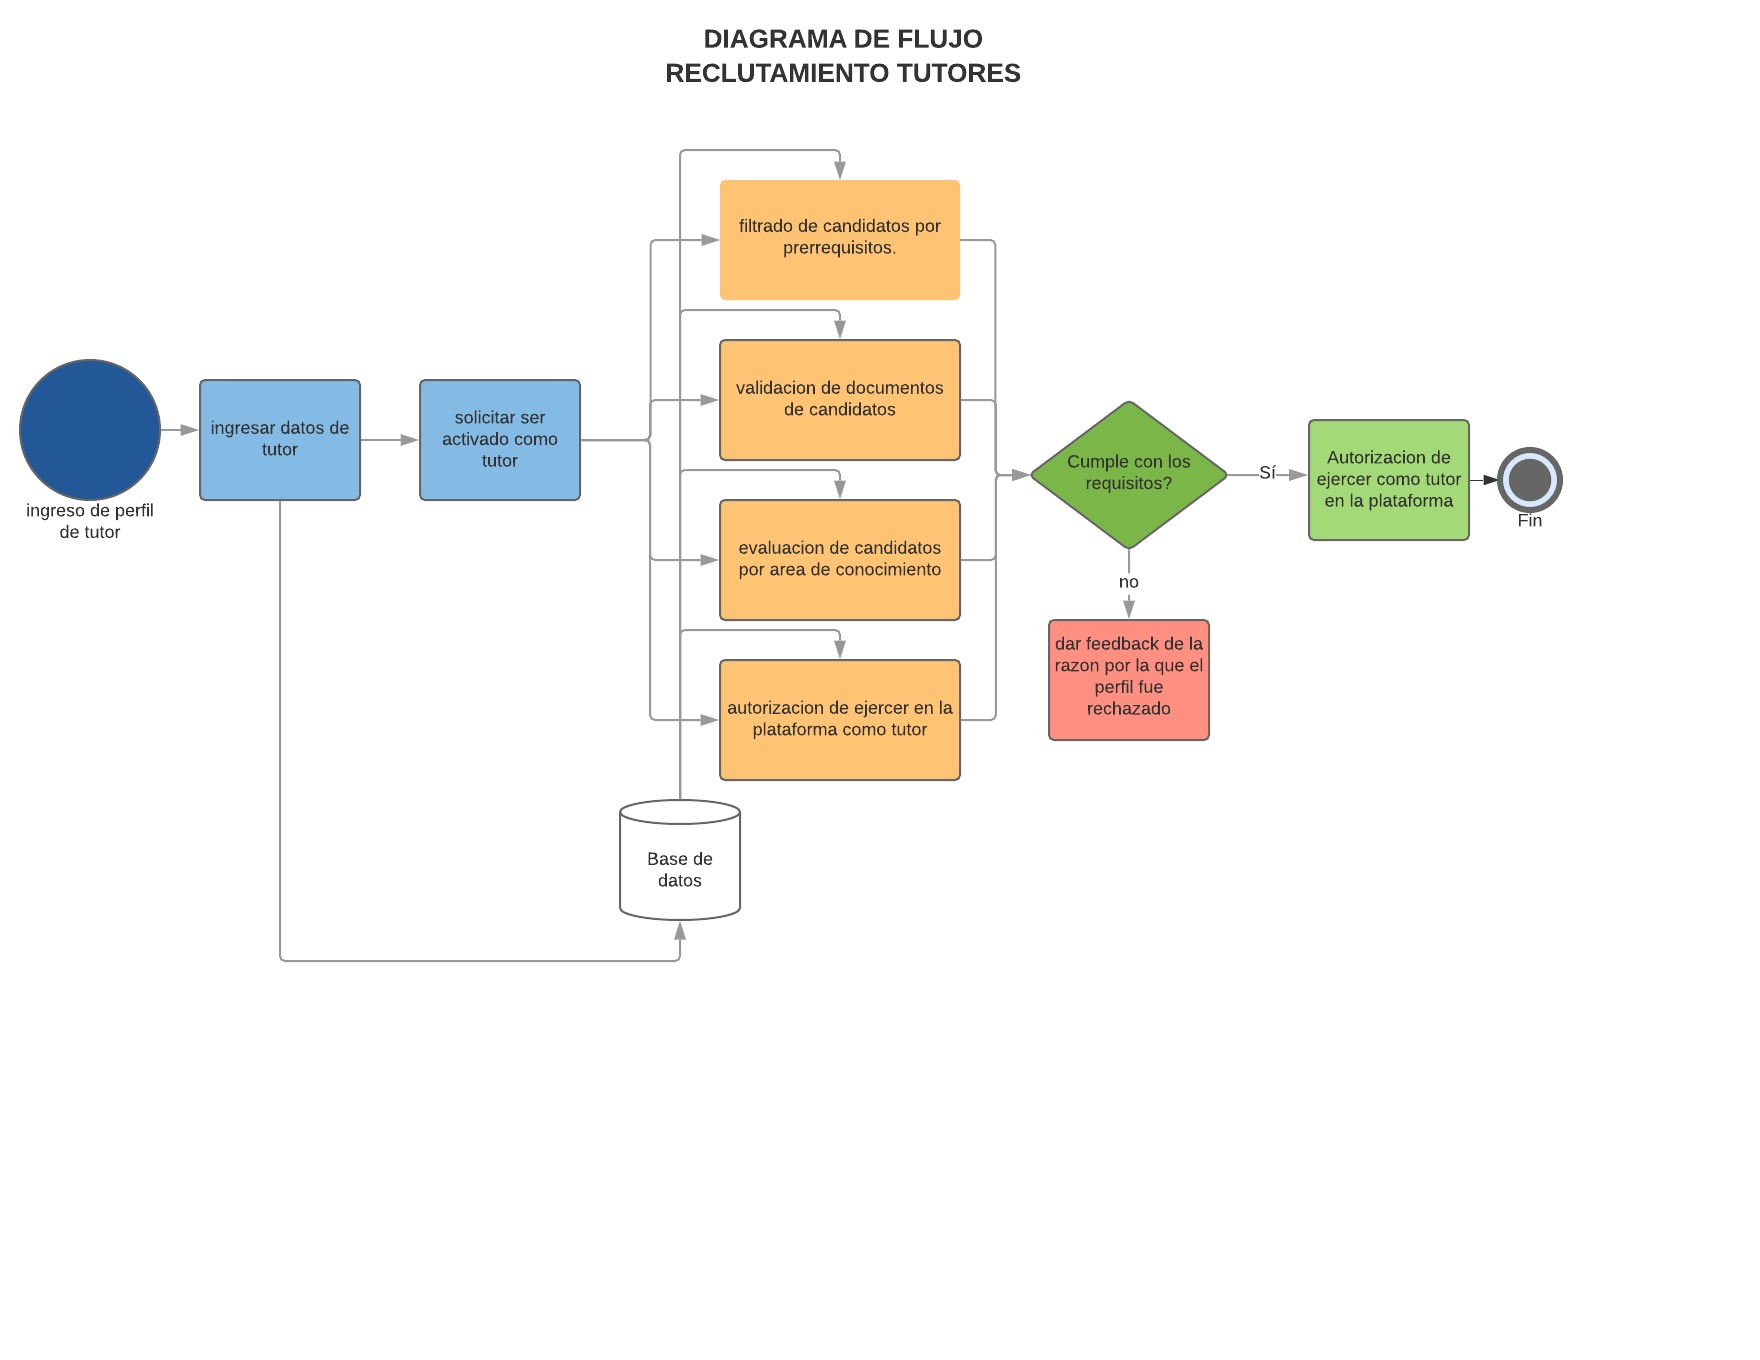 DIAGRAMA DE FLUJO
RECLUTAMIENTO TUTORES
ingreso de perfil
de tutor
ingresar datos de
tutor
solicitar ser
activado como
tutor
filtrado de candidatos por
prerrequisitos.
validacion de documentos
de candidatos
evaluacion de candidatos
por area de conocimiento
autorizacion de ejercer en la
plataforma como tutor
Base de
datos
Cumple con los
requisitos?
Sí
no
dar feedback de la
razon por la que el
perfil fue
rechazado
Autorizacion de
ejercer como tutor
en la plataforma
Fin